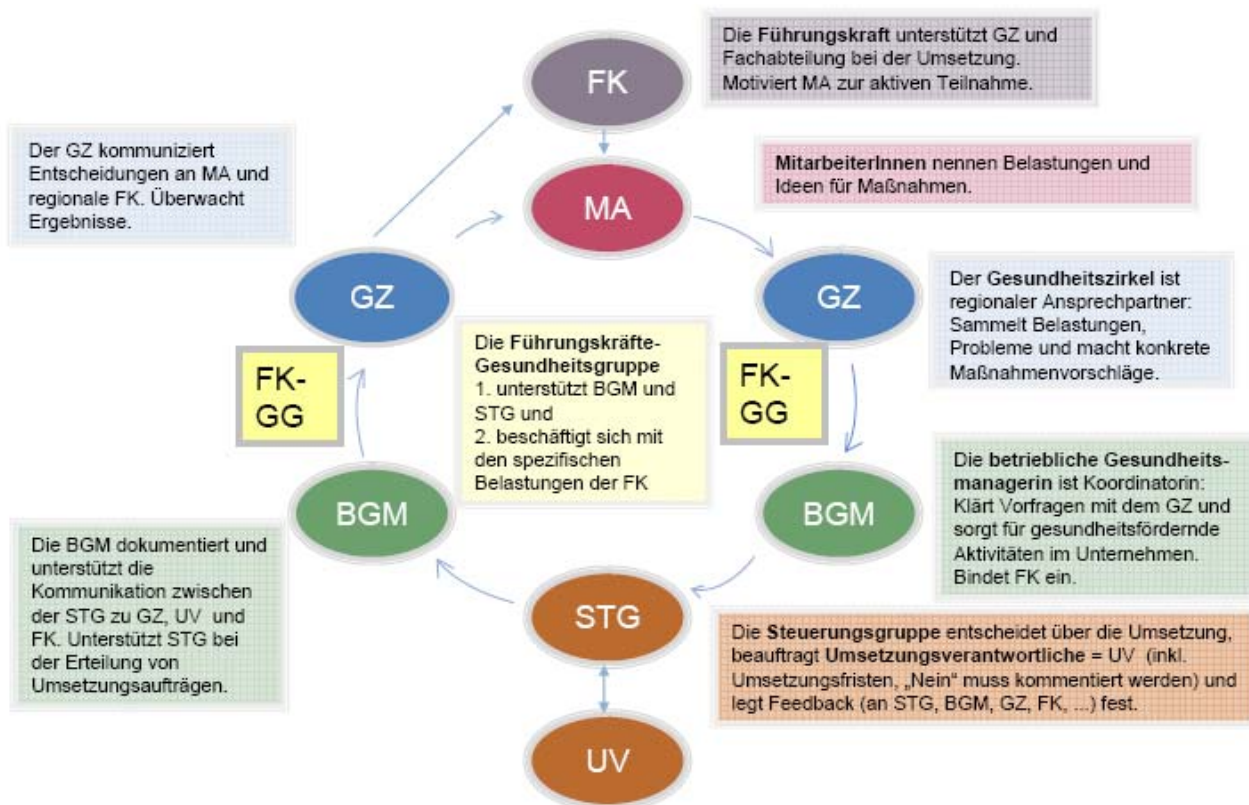 FK
Die Führungskraft unterstützt GZ und
Fachabteilung bei der Umsetzung.
Motiviert MA zur aktiven Teilnahme.
Der GZ kommuniziert
Entscheidungen an MA und
regionale FK. Überwacht
Ergebnisse.
MA
MitarbeiterInnen nennen Belastungen und
Ideen für Maßnahmen.
GZ
GZ
Der Gesundheitszirkel ist
regionaler Ansprechpartner:
Sammelt Belastungen,
Probleme und macht konkrete
Maßnahmenvorschläge.
FK-
GG
Die Führungskräfte-
Gesundheitsgruppe
1. unterstützt BGM und
STG und
2. beschäftigt sich mit
den spezifischen
Belastungen der FK
FK-
GG
BGM
BGM
Die betriebliche Gesundheits-
managerin ist Koordinatorin:
Klärt Vorfragen mit dem GZ und
sorgt für gesundheitsfördernde
Aktivitäten im Unternehmen.
Bindet FK ein.
Die BGM dokumentiert und
unterstützt die
Kommunikation zwischen
der STG zu GZ, UV und
FK. Unterstützt STG bei
der Erteilung von
Umsetzungsaufträgen.
STG
Die Steuerungsgruppe entscheidet über die Umsetzung,
beauftragt Umsetzungsverantwortliche = UV (inkl.
Umsetzungsfristen, „Nein“ muss kommentiert werden) und
legt Feedback (an STG, BGM, GZ, FK, ...) fest.
UV